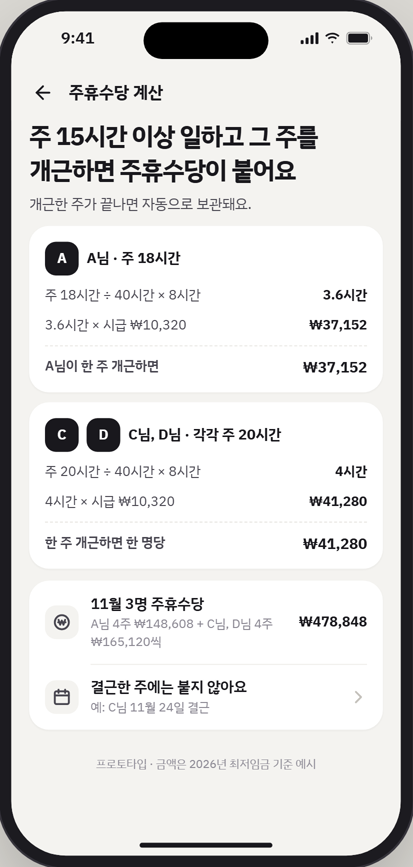 9:41
주휴수당 계산
주 15시간 이상 일하고 그 주를
개근하면 주휴수당이 붙어요
개근한 주가 끝나면 자동으로 보관돼요.
A A님 · 주 18시간
주 18시간 ÷ 40시간 × 8시간 3.6시간
3.6시간 × 시급 ₩10,320 ₩37,152
A님이 한 주 개근하면 ₩37,152
C D C님, D님 · 각각 주 20시간
주 20시간 ÷ 40시간 × 8시간 4시간
4시간 × 시급 ₩10,320 ₩41,280
한 주 개근하면 한 명당 ₩41,280
11월 3명 주휴수당
A님 4주 ₩148,608 + C님, D님 4주 ₩478,848
₩165,120씩
결근한 주에는 붙지 않아요
예: C님 11월 24일 결근
프로토타입 · 금액은 2026년 최저임금 기준 예시